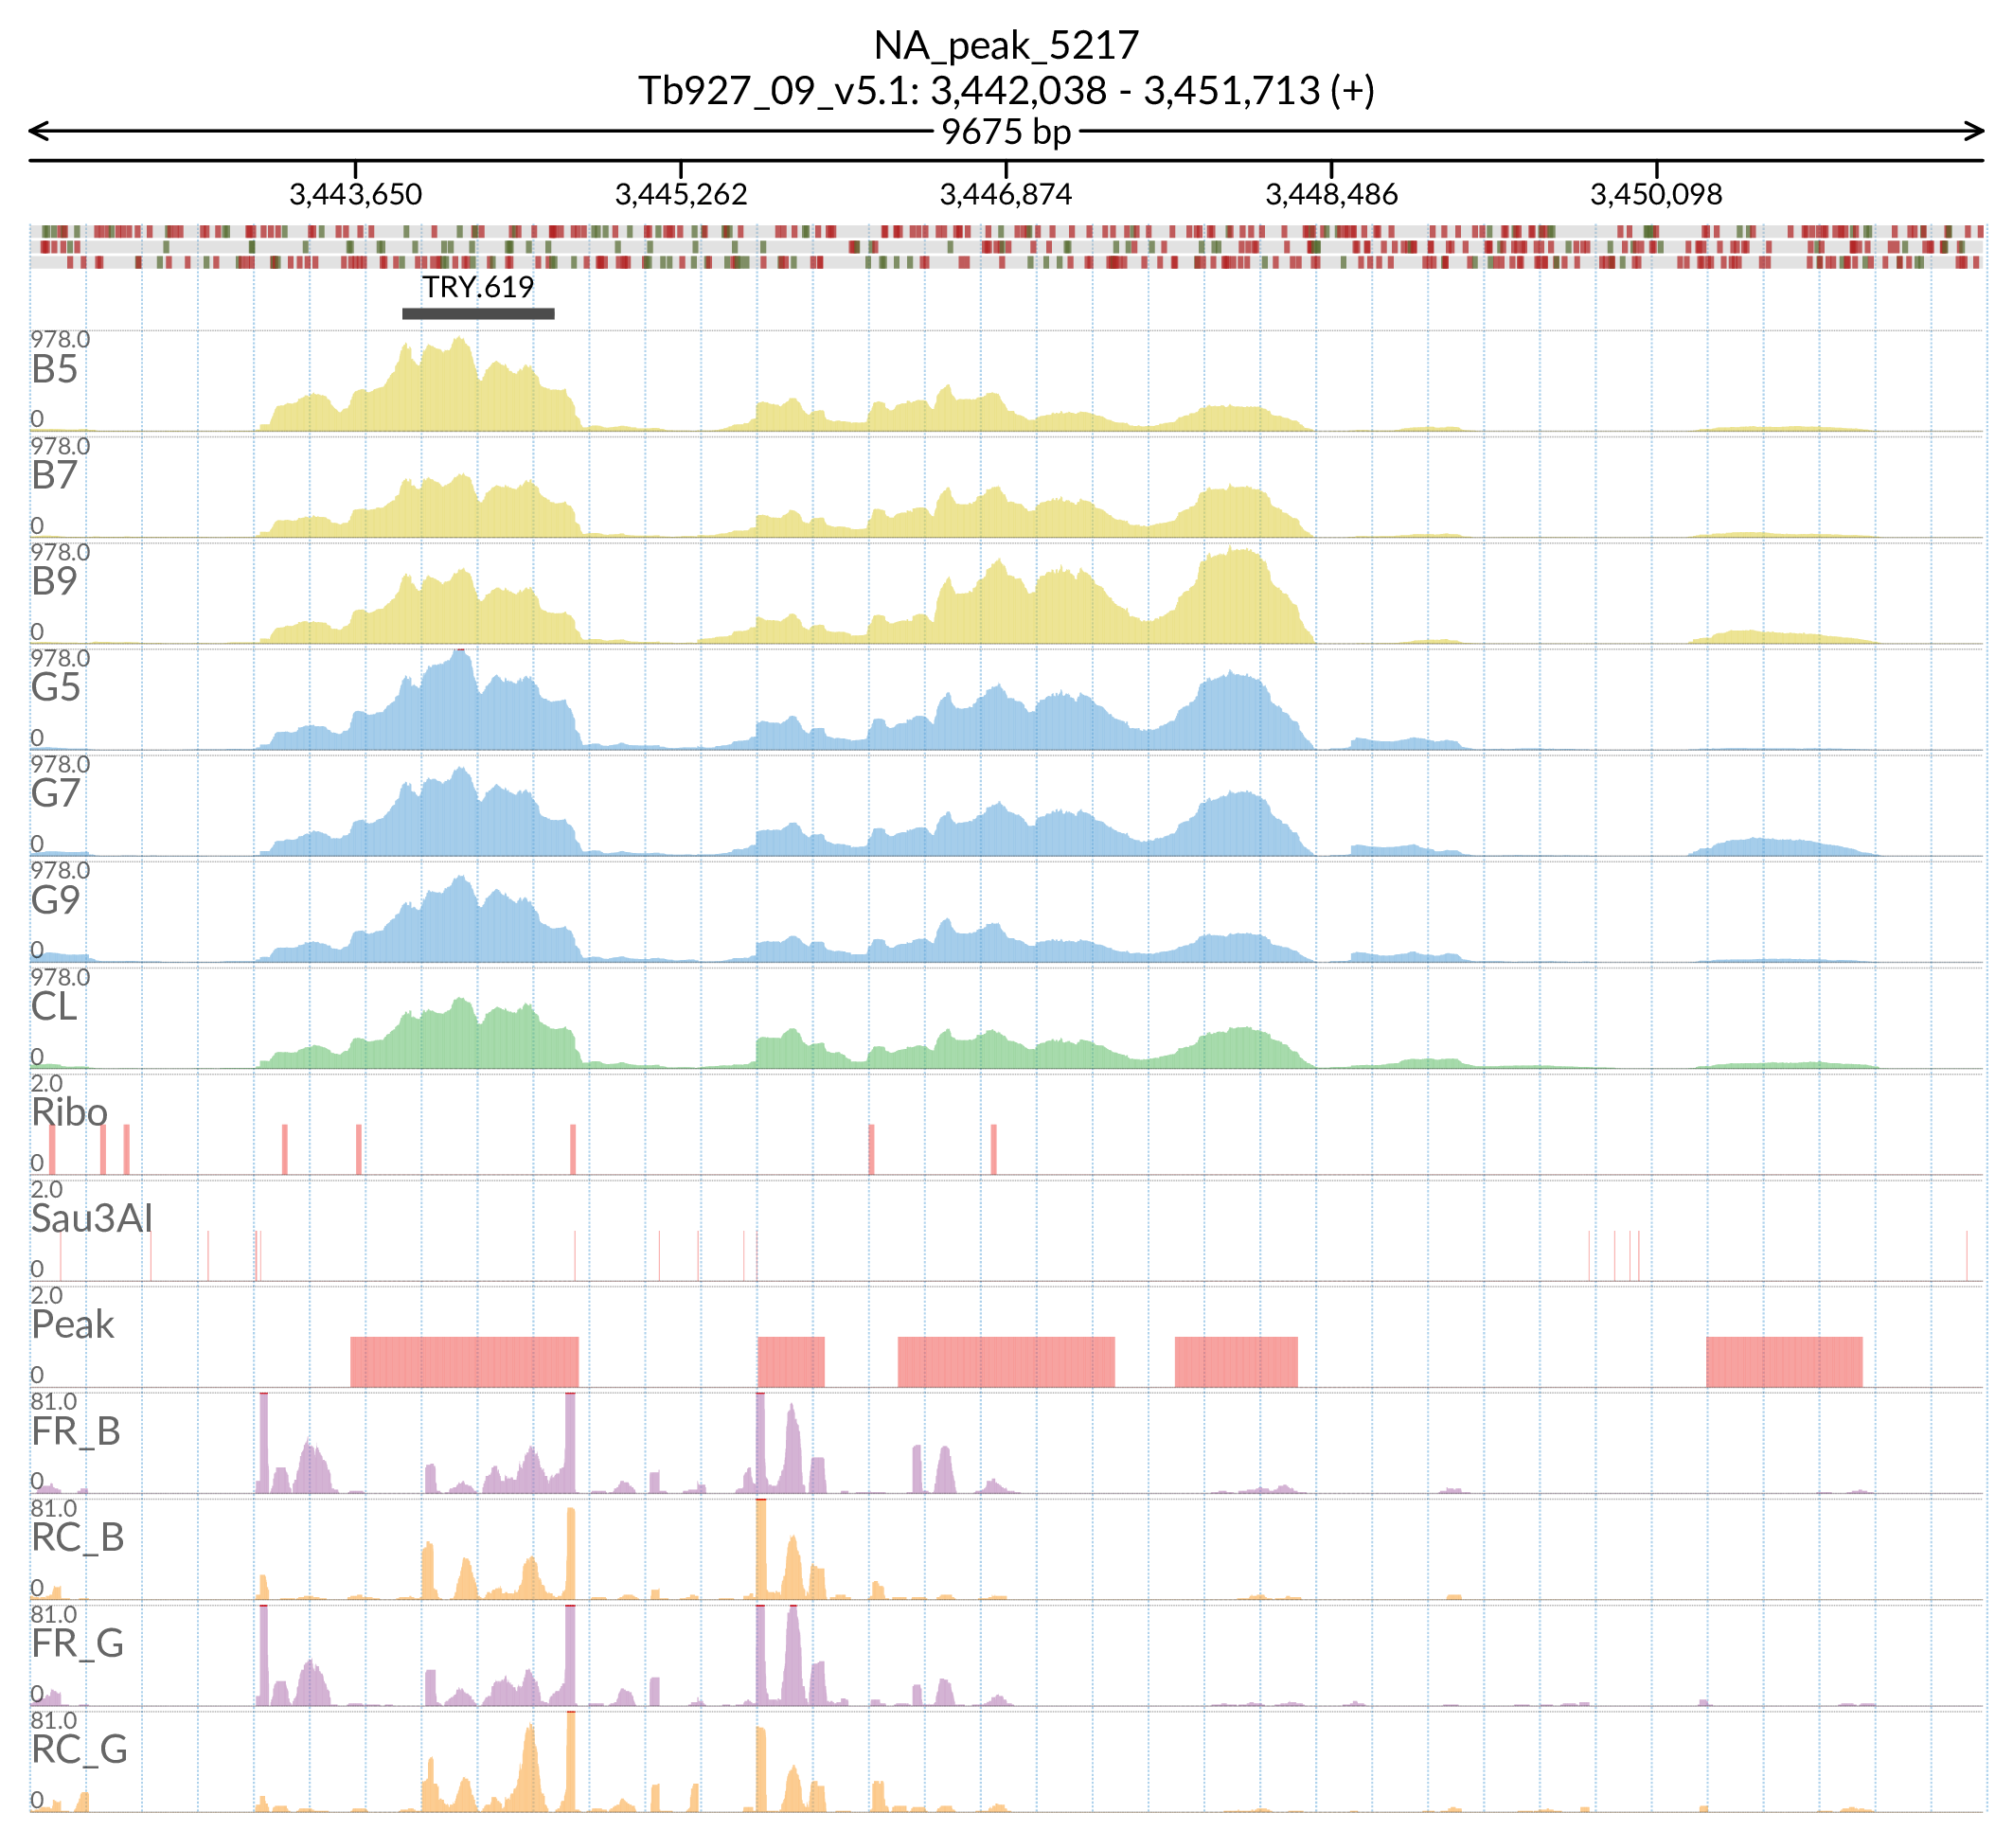 NA_peak_5217
Tb927_09_v5.1: 3,442,038 - 3,451,713 (+)
9675 bp
3,443,650 3,445,262 3,446,874 3,448,486 3,450,098
TRY.619
978.0
B5
0
978.0
B7
0
978.0
B9
0
978.0
G5
0
978.0
G7
0
978.0
G9
0
978.0
CL
0
2.0
Ribo
0
2.0
Sau3AI
0
2.0
Peak
0
81.0
FR_B
0
81.0
RC_B
0
81.0
FR_G
0
81.0
RC_G
0